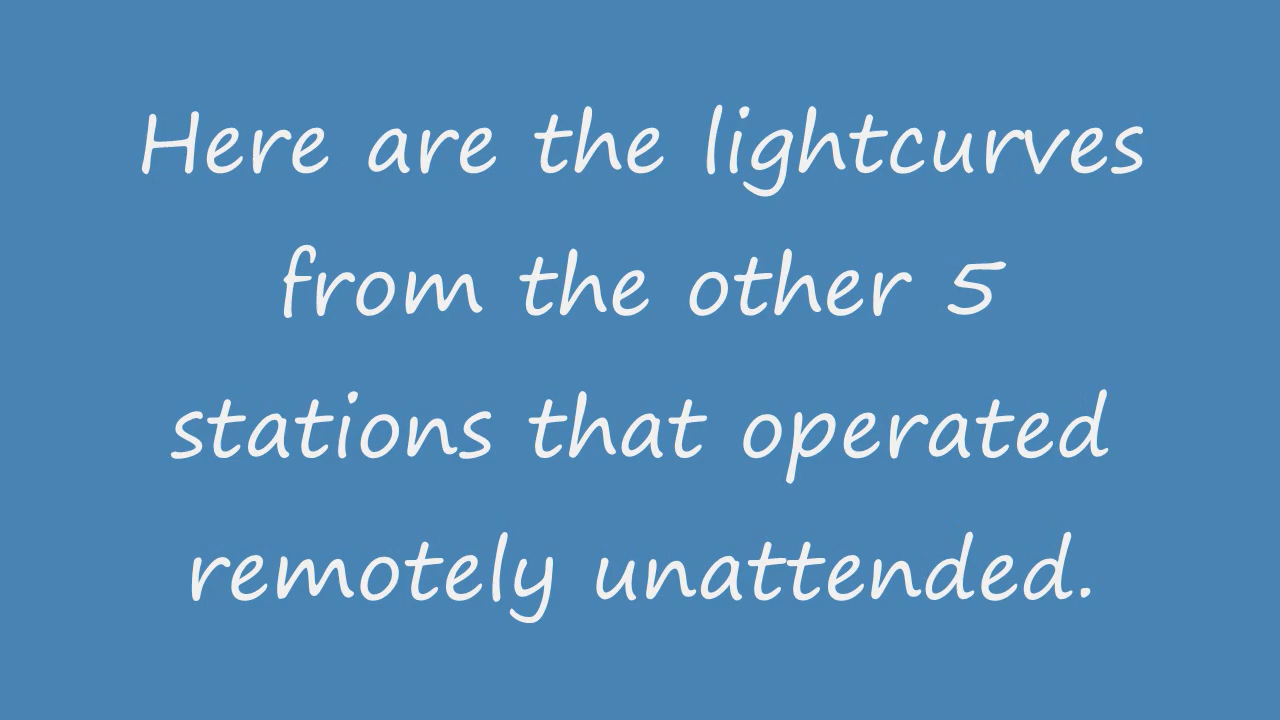 Here are the lightcurves
from the other 5
stations that operated
remotely unattended.